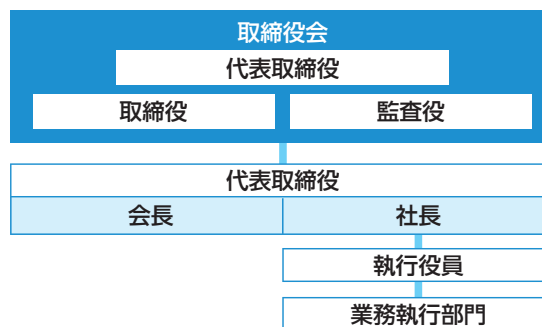 取締役会
代表取締役
取締役 監査役
代表取締役
会長 社長
執行役員
業務執行部門